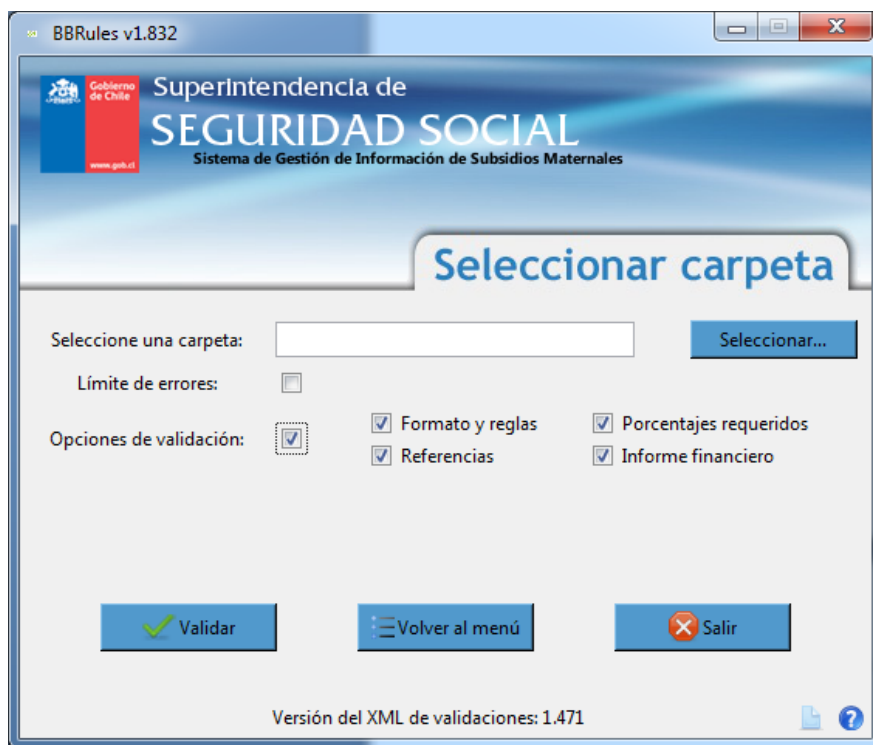 BBRules v1.832
Gobierno
de Chile
www.gob.cl
Superintendencia de
SEGURIDAD SOCIAL
Sistema de Gestión de Información de Subsidios Maternales
Seleccionar carpeta
Seleccione una carpeta:
Seleccionar...
Límite de errores:
Opciones de validación:
Formato y reglas
Porcentajes requeridos
Referencias
Informe financiero
Validar
Volver al menú
Salir
Versión del XML de validaciones: 1.471